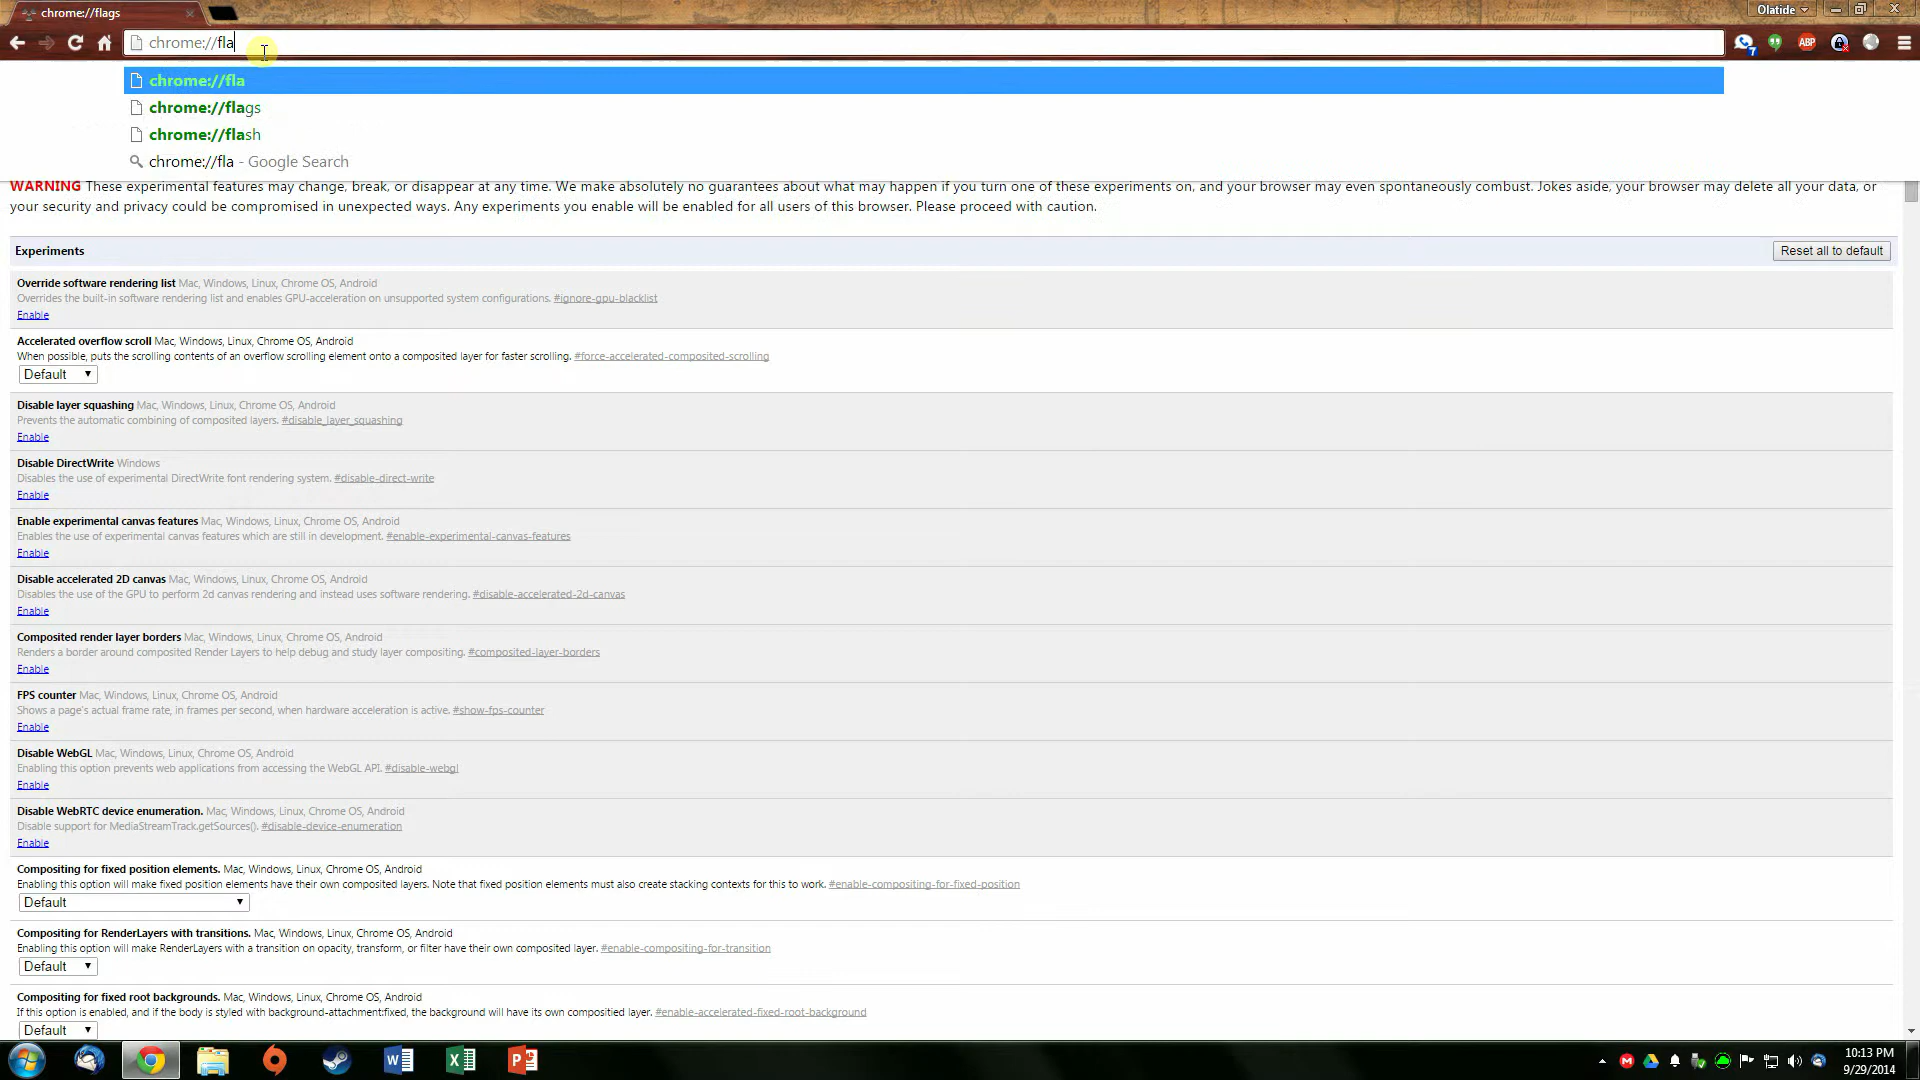 chrome://flags
Olatide
chrome://fla
chrome://fla
chrome://flags
chrome://flash
chrome://fla - Google Search
WARNING These experimental features may change, break, or disappear at any time. We make absolutely no guarantees about what may happen if you turn one of these experiments on, and your browser may even spontaneously combust. Jokes aside, your browser may delete all your data, or
your security and privacy could be compromised in unexpected ways. Any experiments you enable will be enabled for all users of this browser. Please proceed with caution.
Experiments
Reset all to default
Override software rendering list Mac, Windows, Linux, Chrome OS, Android
Overrides the built-in software rendering list and enables GPU-acceleration on unsupported system configurations. #ignore-gpu-blacklist
Enable
Accelerated overflow scroll Mac, Windows, Linux, Chrome OS, Android
When possible, puts the scrolling contents of an overflow scrolling element onto a composited layer for faster scrolling. #force-accelerated-composited-scrolling
Default
Disable layer squashing Mac, Windows, Linux, Chrome OS, Android
Prevents the automatic combining of composited layers. #disable_layer_squashing
Enable
Disable DirectWrite Windows
Disables the use of experimental DirectWrite font rendering system. #disable-direct-write
Enable
Enable experimental canvas features Mac, Windows, Linux, Chrome OS, Android
Enables the use of experimental canvas features which are still in development. #enable-experimental-canvas-features
Enable
Disable accelerated 2D canvas Mac, Windows, Linux, Chrome OS, Android
Disables the use of the GPU to perform 2d canvas rendering and instead uses software rendering. #disable-accelerated-2d-canvas
Enable
Composited render layer borders Mac, Windows, Linux, Chrome OS, Android
Renders a border around composited Render Layers to help debug and study layer compositing. #composited-layer-borders
Enable
FPS counter Mac, Windows, Linux, Chrome OS, Android
Shows a page's actual frame rate, in frames per second, when hardware acceleration is active. #show-fps-counter
Enable
Disable WebGL Mac, Windows, Linux, Chrome OS, Android
Enabling this option prevents web applications from accessing the WebGL API. #disable-webgl
Enable
Disable WebRTC device enumeration. Mac, Windows, Linux, Chrome OS, Android
Disable support for MediaStreamTrack.getSources(). #disable-device-enumeration
Enable
Compositing for fixed position elements. Mac, Windows, Linux, Chrome OS, Android
Enabling this option will make fixed position elements have their own composited layers. Note that fixed position elements must also create stacking contexts for this to work. #enable-compositing-for-fixed-position
Default
Compositing for RenderLayers with transitions. Mac, Windows, Linux, Chrome OS, Android
Enabling this option will make RenderLayers with a transition on opacity, transform, or filter have their own composited layer. #enable-compositing-for-transition
Default
Compositing for fixed root backgrounds. Mac, Windows, Linux, Chrome OS, Android
If this option is enabled, and if the body is styled with background-attachment:fixed, the background will have its own compositied layer. #enable-accelerated-fixed-root-background
Default
10:13 PM
9/29/2014